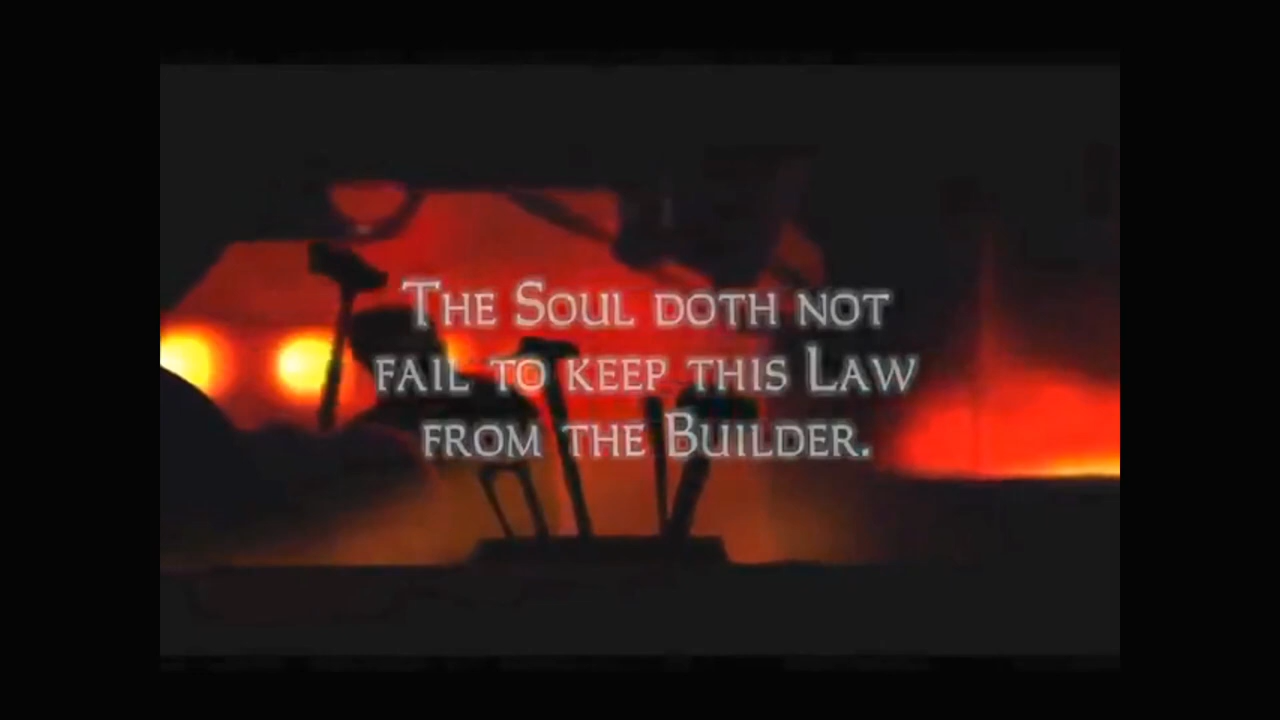 The Soul doth not
fail to keep this Law
from the Builder.